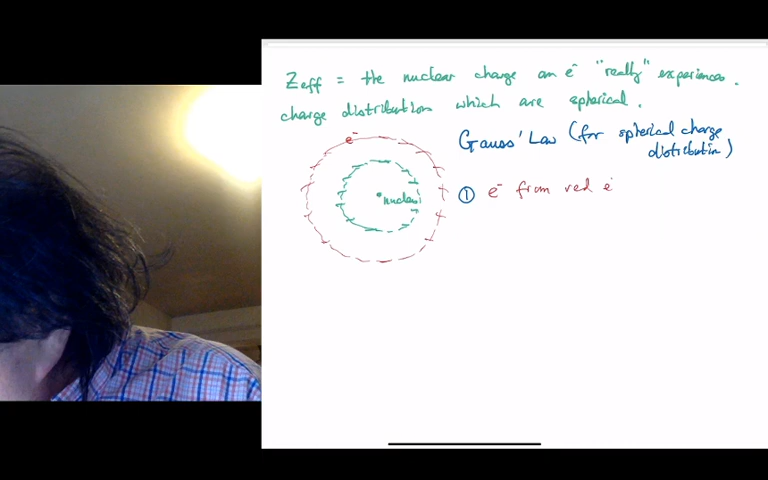 Zeff = the nuclear charge an e⁻ "really" experiences.
charge distribution which are spherical.
Gauss' Law (for spherical charge
distribution)
e⁻
nucleus
① e⁻ from red e